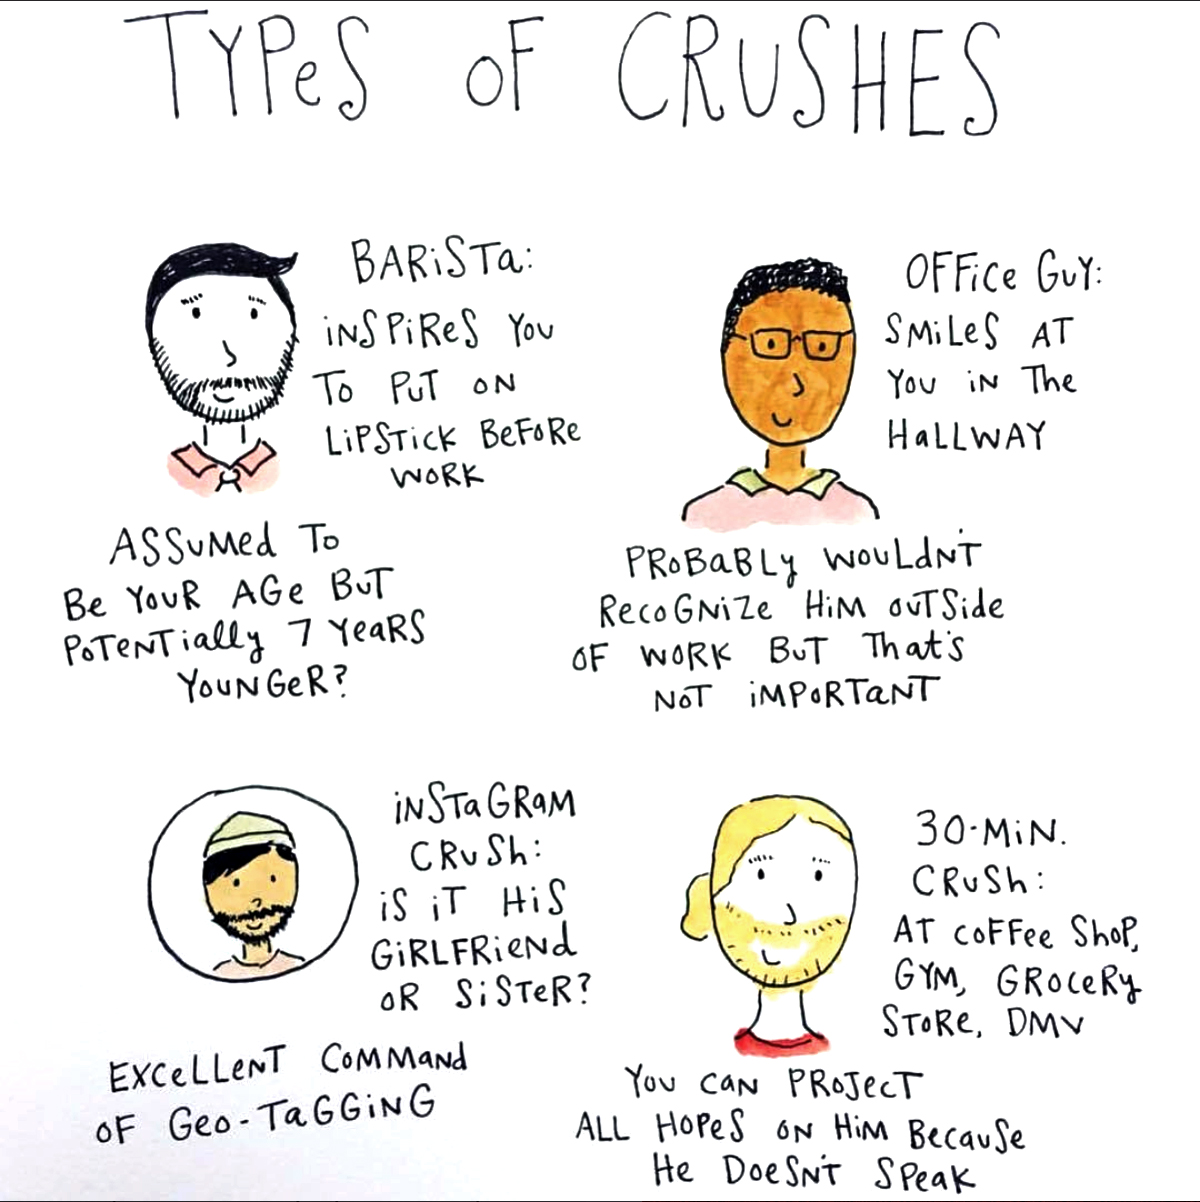 TYPeS oF CRUSHES
BARiSTa:
iNSPiReS You
To PuT oN
LiPSTiCK BeFoRe
WoRK
ASSuMed To
Be YouR AGe BuT
PoTeNTially 7 YeaRS
YouNGeR?
OFFice GuY:
SMiLeS AT
You iN The
HaLLWAY
PRoBaBLy WouLdN'T
RecoGNiZe HiM ouTSide
oF WoRK BuT That's
NoT iMPoRTaNT
iNSTaGRaM
CRuSh:
iS iT HiS
GiRLFRieNd
oR SiSTeR?
EXCeLLeNT CoMMaNd
oF Geo-TaGGiNG
30-MiN.
CRuSh:
AT CoFFee ShoP,
GYM, GRoceRy
SToRe, DMV
You caN PRoJecT
ALL HoPeS oN HiM BecauSe
He DoeSN'T SPeaK